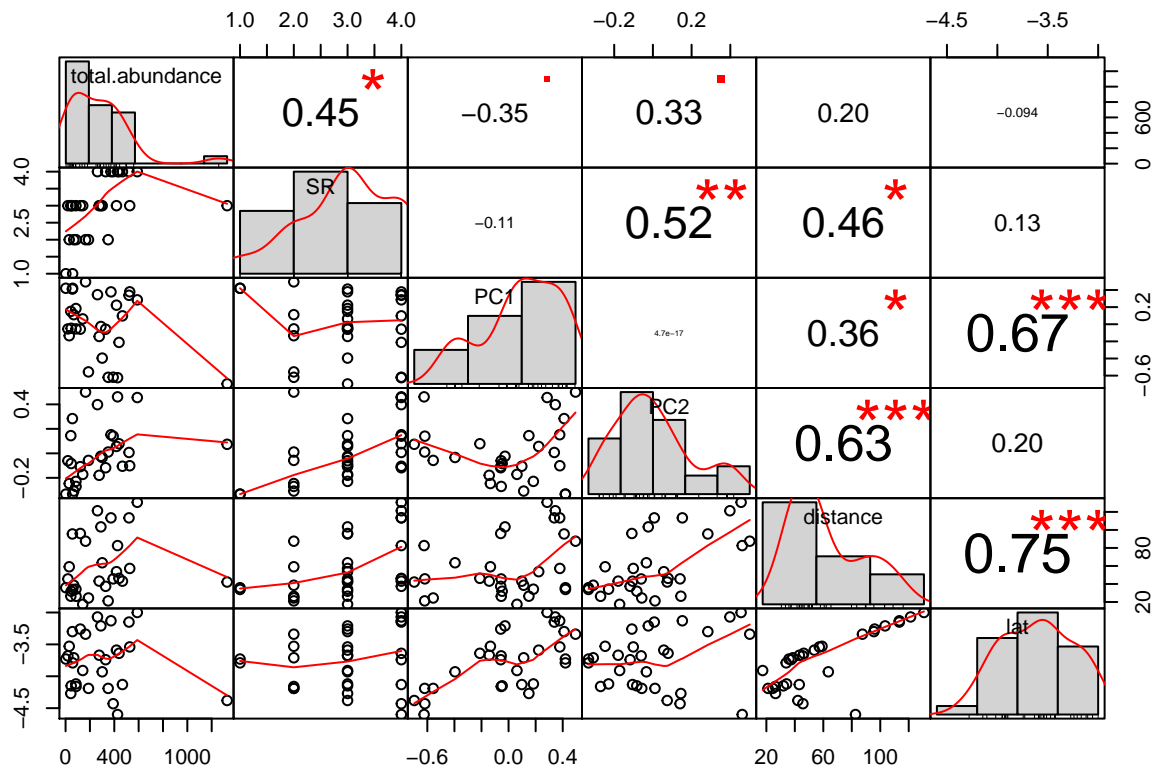 1.0 2.0 3.0 4.0 −0.2 0.2 −4.5 −3.5
total.abundance 0.45 * −0.35 0.33 0.20 −0.094 0 600
1.0 2.5 4.0 SR −0.11 0.52 ** 0.46 * 0.13
PC1 4.7e−17 0.36 * 0.67 *** −0.6 0.2
−0.2 0.4 PC2 0.63 *** 0.20
distance 0.75 *** 20 80
−4.5 −3.5 lat
0 400 1000 −0.6 0.0 0.4 20 60 100